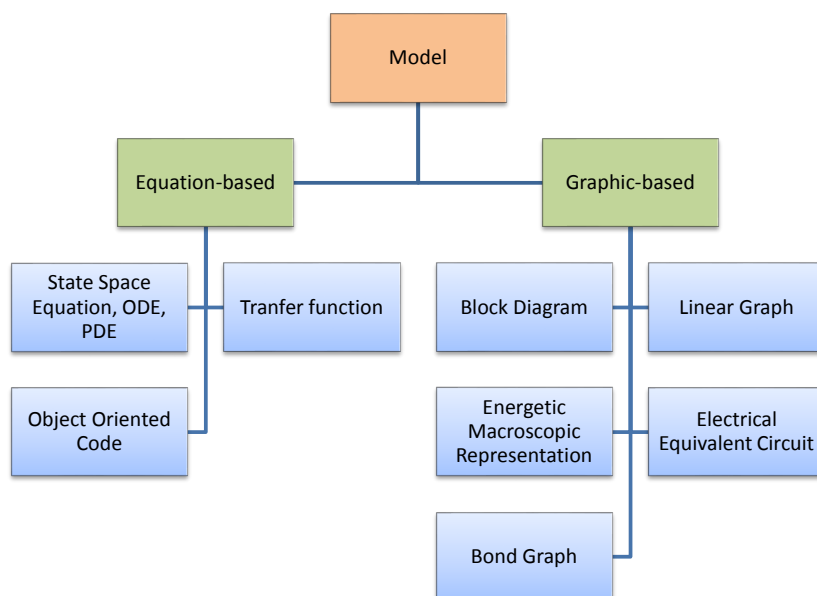 Model
Equation-based
Graphic-based
State Space
Equation, ODE,
PDE
Tranfer function
Block Diagram
Linear Graph
Object Oriented
Code
Energetic
Macroscopic
Representation
Electrical
Equivalent Circuit
Bond Graph